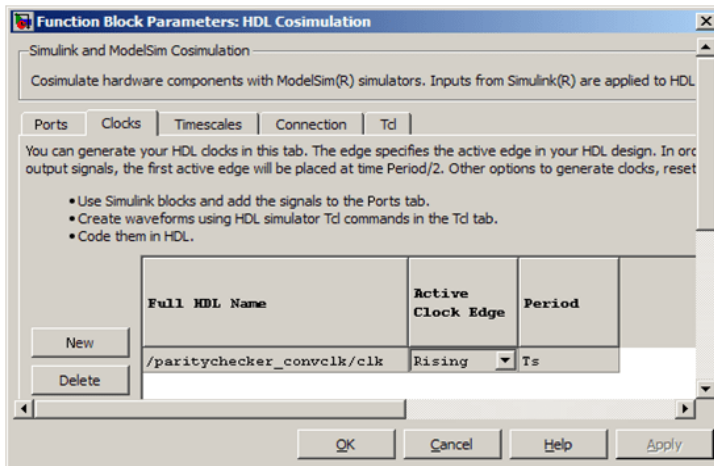 Function Block Parameters: HDL Cosimulation
Simulink and ModelSim Cosimulation
Cosimulate hardware components with ModelSim(R) simulators. Inputs from Simulink(R) are applied to HDL
Ports Clocks Timescales Connection Tcl
You can generate your HDL clocks in this tab. The edge specifies the active edge in your HDL design. In orc
output signals, the first active edge will be placed at time Period/2. Other options to generate clocks, reset
•Use Simulink blocks and add the signals to the Ports tab.
•Create waveforms using HDL simulator Tcl commands in the Tcl tab.
•Code them in HDL.
Full HDL Name Active Clock Edge Period
New
/paritychecker_convclk/clk Rising Ts
Delete
OK Cancel Help Apply